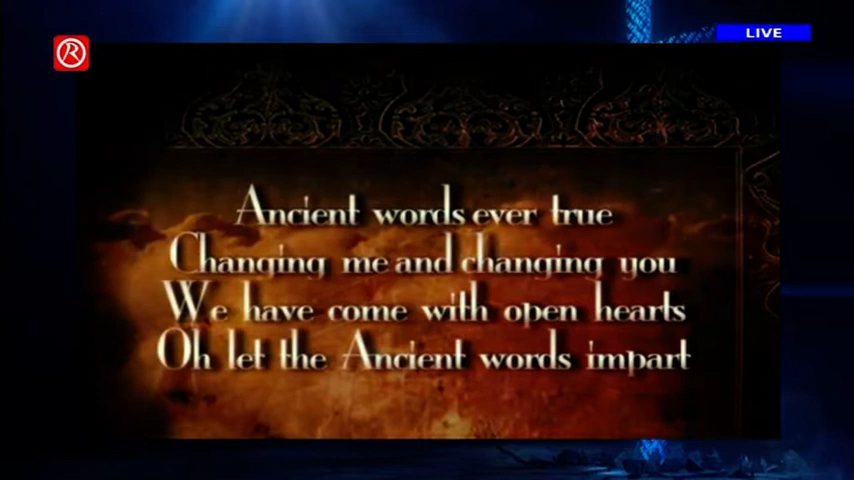 R
LIVE
Ancient words ever true
Changing me and changing you
We have come with open hearts
Oh let the Ancient words impart